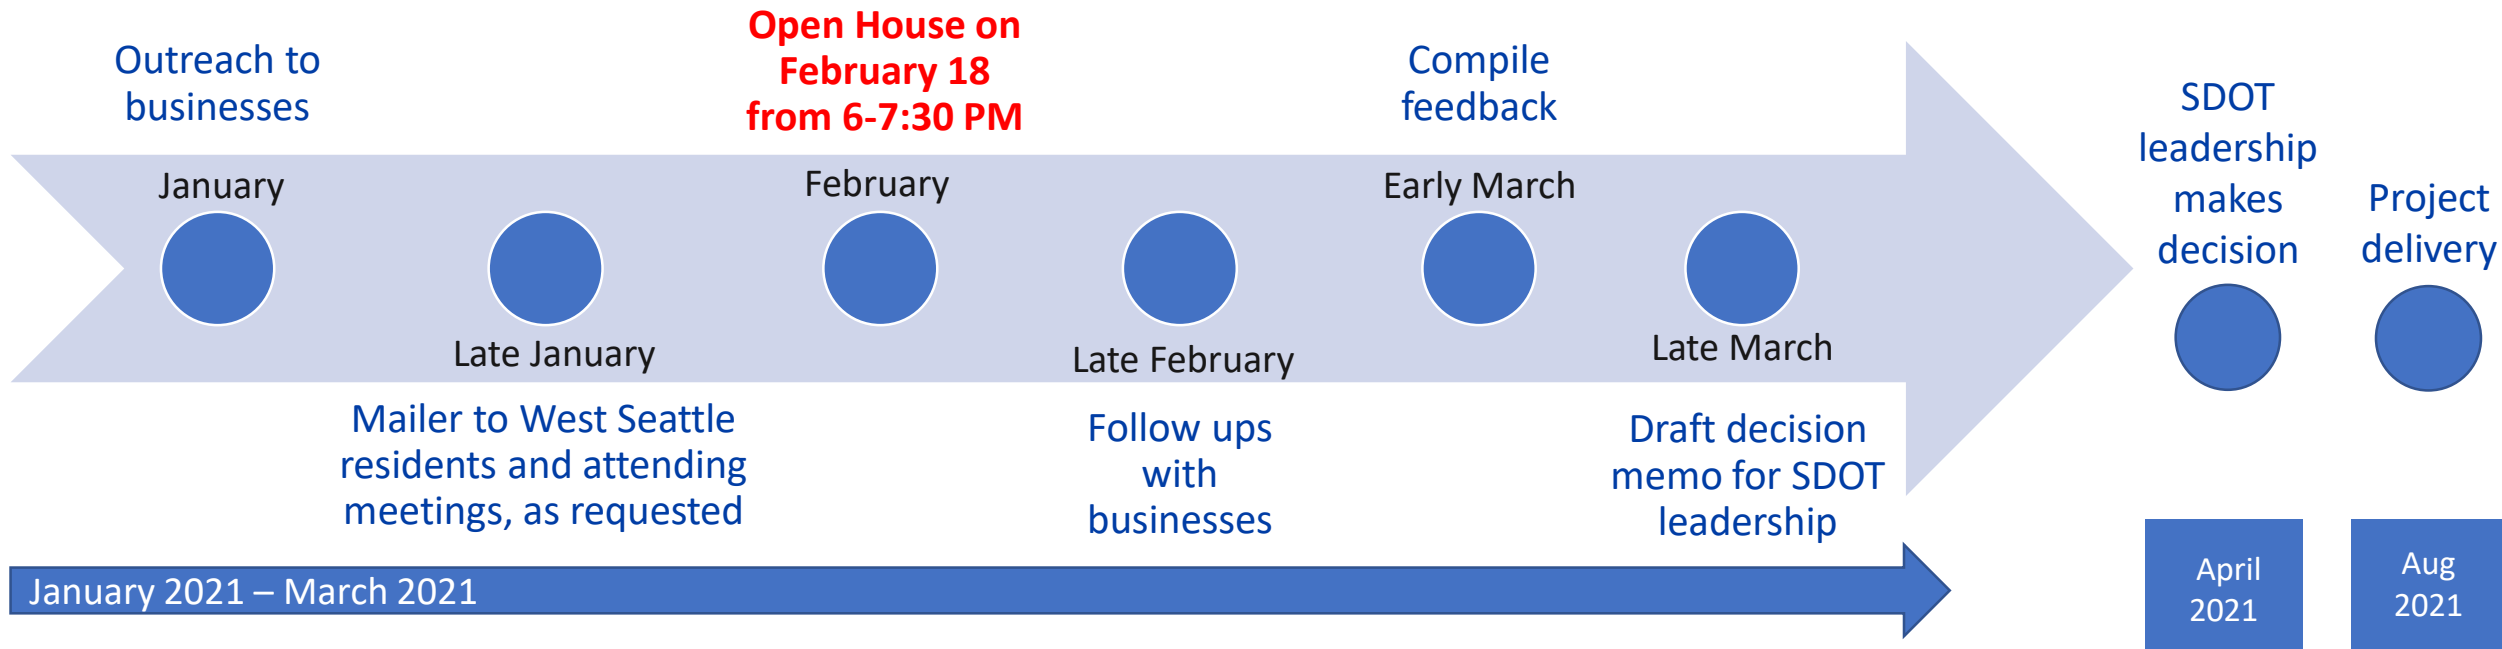 Outreach to
businesses
January
Late January
Mailer to West Seattle
residents and attending
meetings, as requested
Open House on
February 18
from 6-7:30 PM
February
Late February
Follow ups
with
businesses
Compile
feedback
Early March
Late March
Draft decision
memo for SDOT
leadership
SDOT
leadership
makes
decision
Project
delivery
January 2021 – March 2021
April
2021
Aug
2021